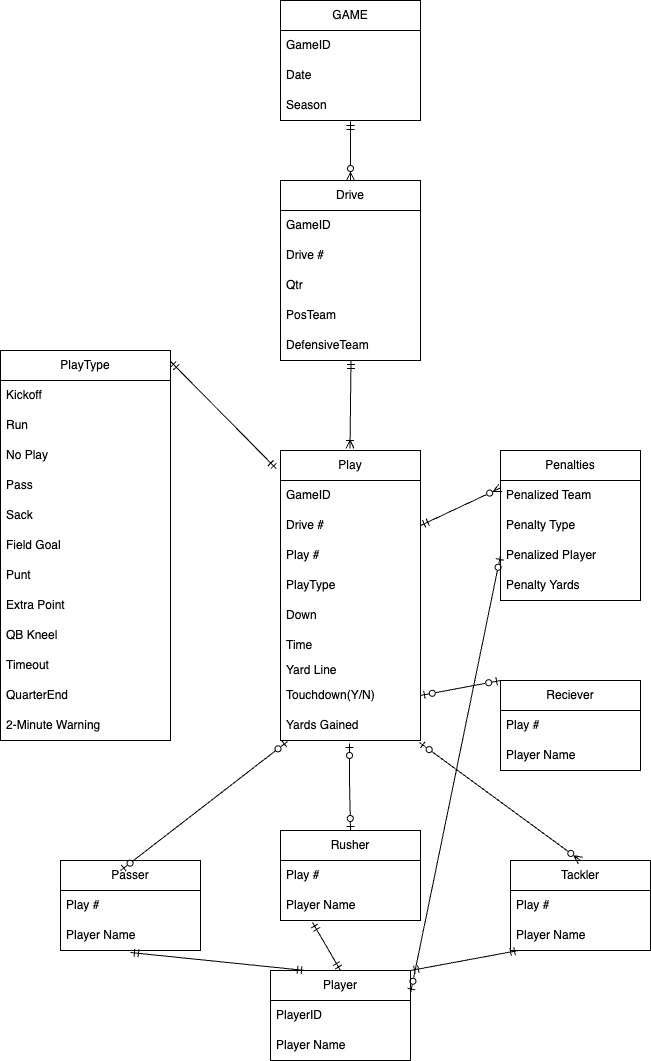 GAME
GameID
Date
Season
Drive
GameID
Drive #
Qtr
PosTeam
DefensiveTeam
PlayType
Kickoff
Run
No Play
Pass
Sack
Field Goal
Punt
Extra Point
QB Kneel
Timeout
QuarterEnd
2-Minute Warning
Play
GameID
Drive #
Play #
PlayType
Down
Time
Yard Line
Touchdown(Y/N)
Yards Gained
Penalties
Penalized Team
Penalty Type
Penalized Player
Penalty Yards
Reciever
Play #
Player Name
Passer
Play #
Player Name
Rusher
Play #
Player Name
Tackler
Play #
Player Name
Player
PlayerID
Player Name